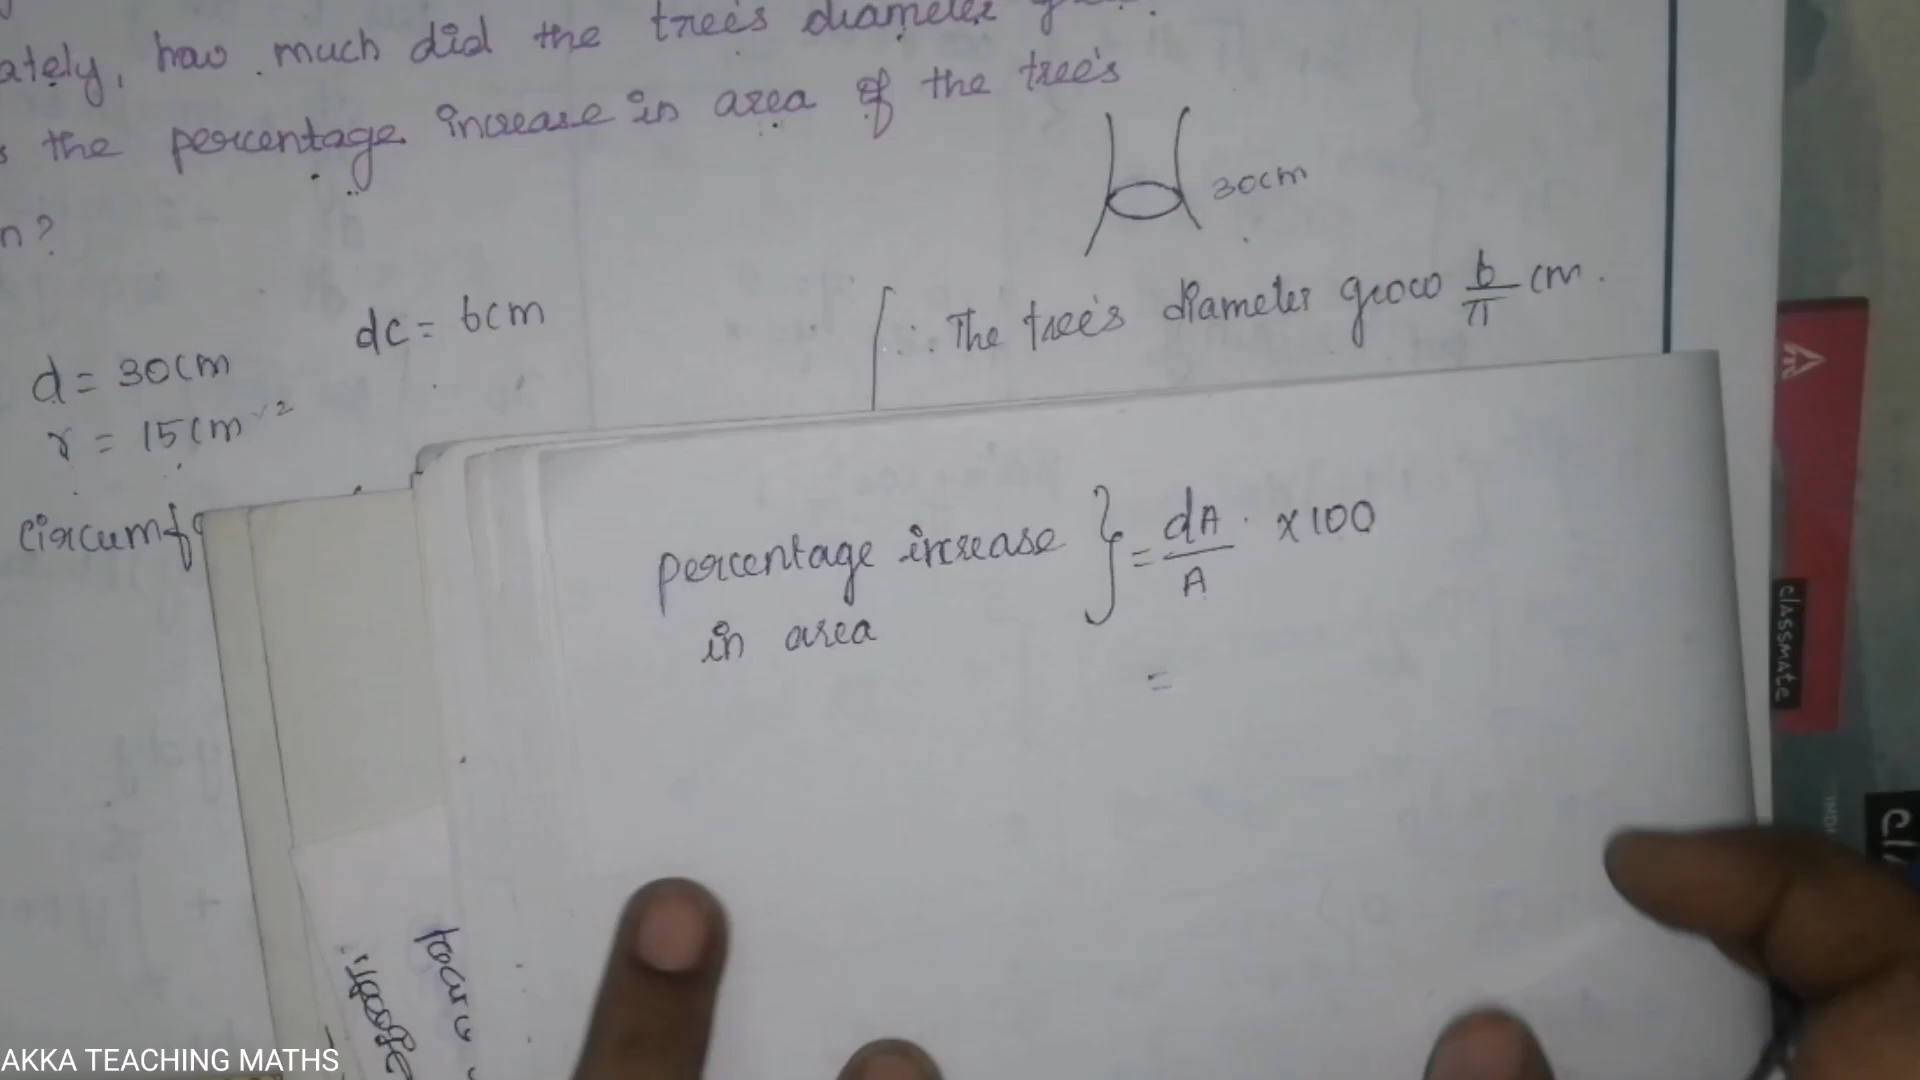 ately, how much did the tree's diameter
s the percentage increase in area of the tree's
n?
30cm
d = 30cm
dc = 6cm
r = 15cm
∴ The tree's diameter grow 6/π cm.
circumf
percentage increase } = dA/A × 100
in area
=
classmate
AKKA TEACHING MATHS